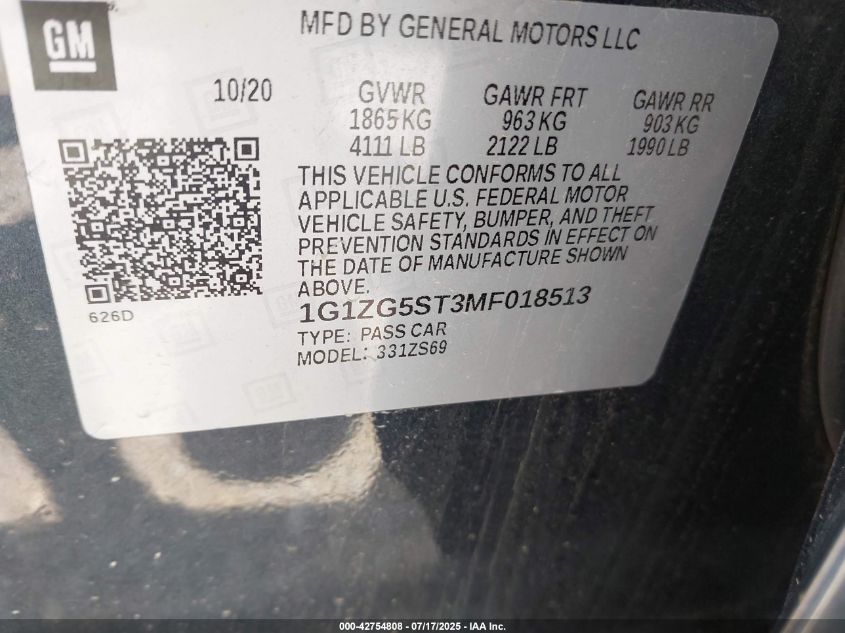 GM
MFD BY GENERAL MOTORS LLC
10/20 GVWR GAWR FRT GAWR RR
1865 KG 963 KG 903 KG
4111 LB 2122 LB 1990 LB
THIS VEHICLE CONFORMS TO ALL
APPLICABLE U.S. FEDERAL MOTOR
VEHICLE SAFETY, BUMPER, AND THEFT
PREVENTION STANDARDS IN EFFECT ON
THE DATE OF MANUFACTURE SHOWN
ABOVE.
626D
1G1ZG5ST3MF018513
TYPE: PASS CAR
MODEL: 331ZS69
000-42754808 - 07/17/2025 - IAA Inc.